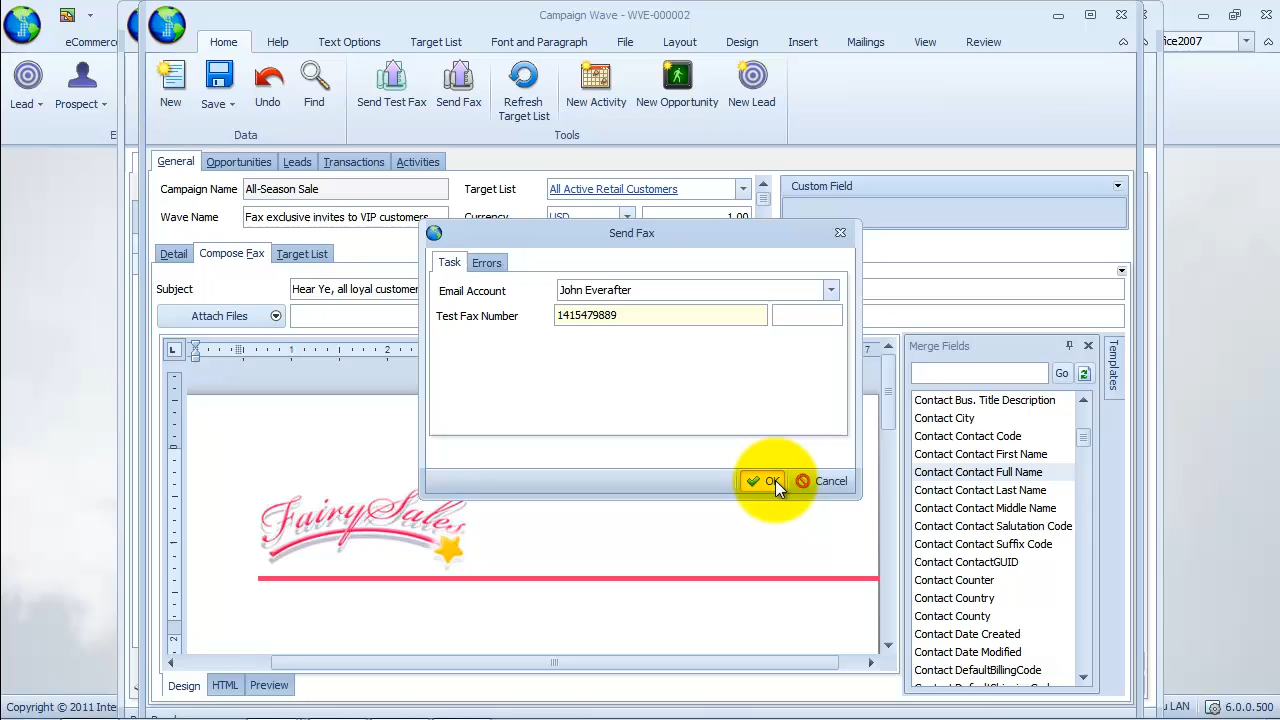 Campaign Wave - WVE-000002
eCommerc
fice2007
Home
Help
Text Options
Target List
Font and Paragraph
File
Layout
Design
Insert
Mailings
View
Review
Lead
Prospect
New
Save
Undo
Find
Send Test Fax
Send Fax
Refresh
Target List
New Activity
New Opportunity
New Lead
Data
Tools
General
Opportunities
Leads
Transactions
Activities
Campaign Name
All-Season Sale
Target List
All Active Retail Customers
Custom Field
Wave Name
Fax exclusive invites to VIP customers
Currency
USD
1.00
Send Fax
Detail
Compose Fax
Target List
Task
Errors
Subject
Hear Ye, all loyal customer
Email Account
John Everafter
Attach Files
Test Fax Number
1415479889
L
1
2
7
Merge Fields
Go
Templates
Contact Bus. Title Description
Contact City
Contact Contact Code
Contact Contact First Name
Contact Contact Full Name
Contact Contact Last Name
Contact Contact Middle Name
Contact Contact Salutation Code
Contact Contact Suffix Code
Contact ContactGUID
Contact Counter
Contact Country
Contact County
Contact Date Created
Contact Date Modified
Contact DefaultBillingCode
OK
Cancel
FairySales
1
2
Design
HTML
Preview
Copyright © 2011 Inte
u LAN
6.0.0.500